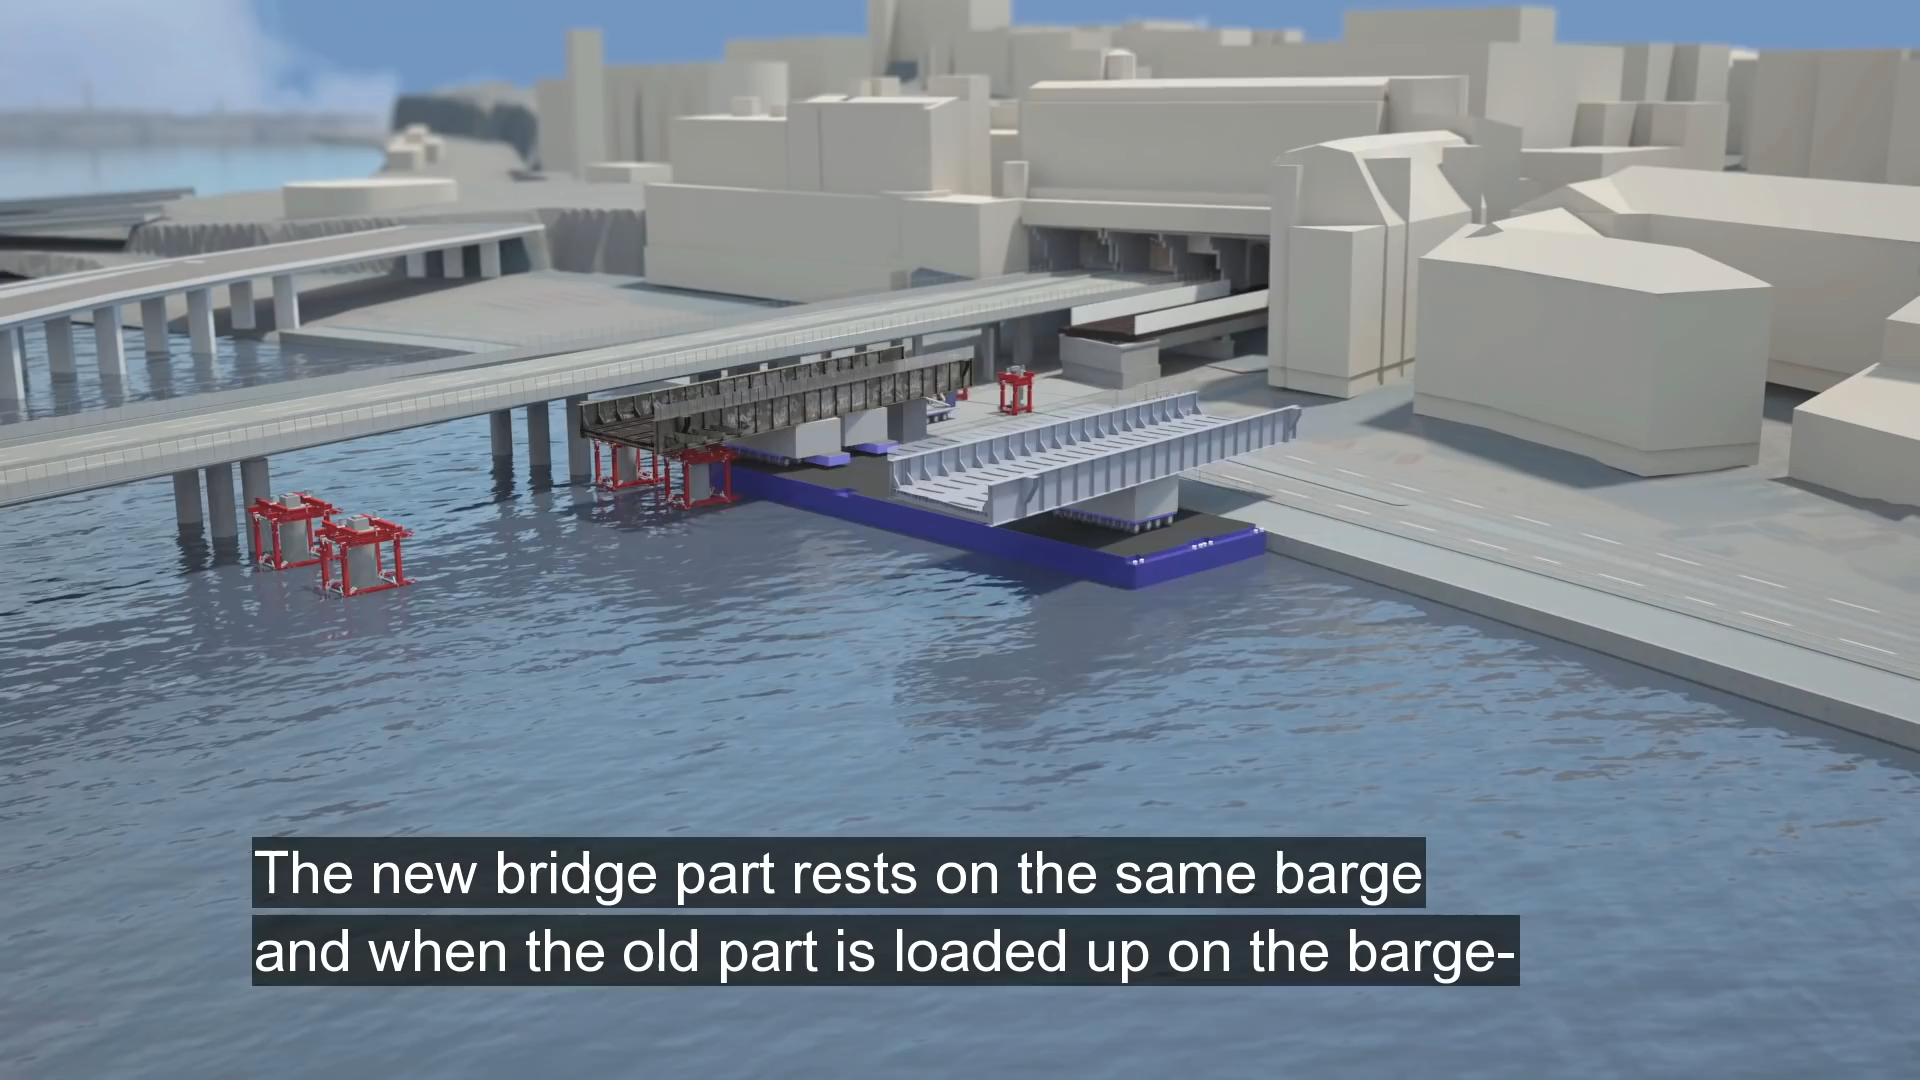 The new bridge part rests on the same barge
and when the old part is loaded up on the barge-